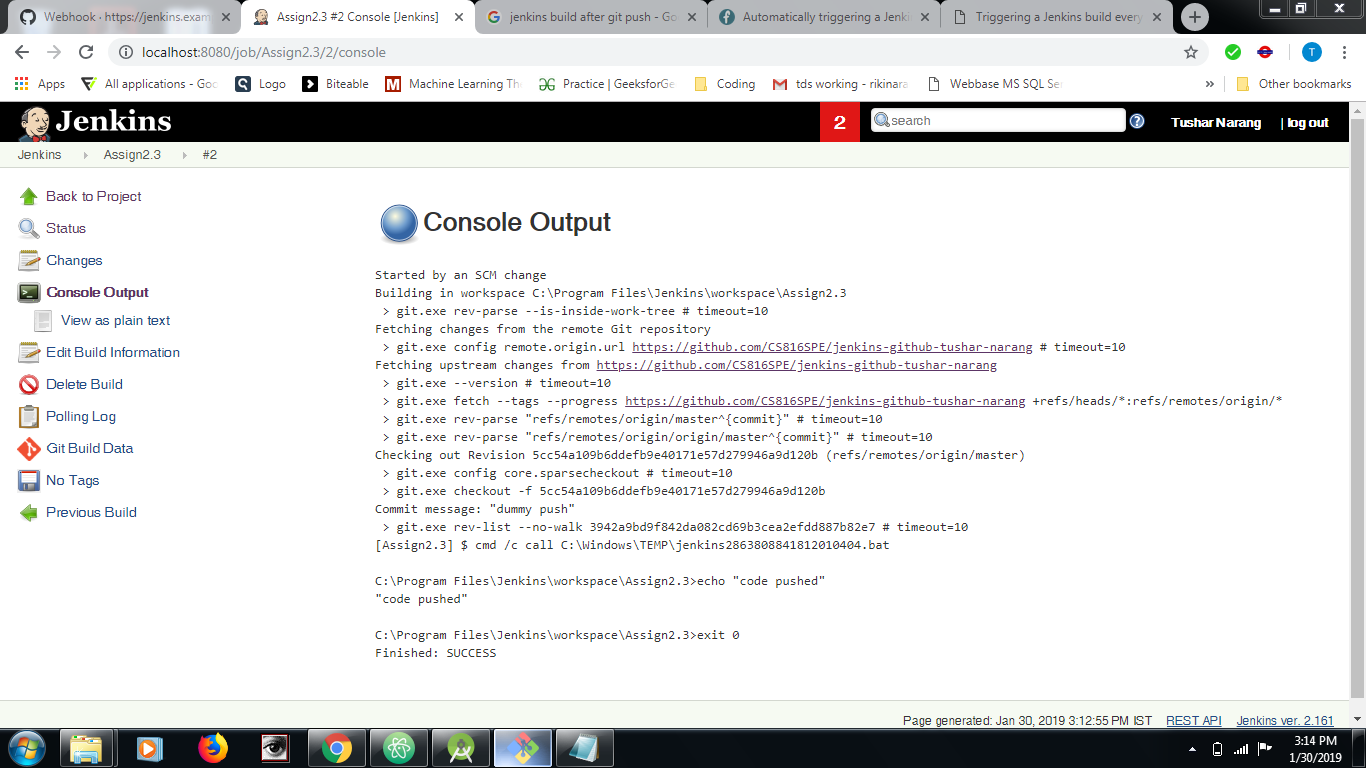 Webhook · https://jenkins.exam
Assign2.3 #2 Console [Jenkins]
jenkins build after git push - Go
Automatically triggering a Jenki
Triggering a Jenkins build every
localhost:8080/job/Assign2.3/2/console
T
Apps
All applications - Goo
Logo
Biteable
Machine Learning Th
Practice | GeeksforGe
Coding
tds working - rikinara
Webbase MS SQL Ser
»
Other bookmarks
Jenkins
2
search
Tushar Narang
| log out
Jenkins
Assign2.3
#2
Back to Project
Status
Changes
Console Output
View as plain text
Edit Build Information
Delete Build
Polling Log
Git Build Data
No Tags
Previous Build
Console Output
Started by an SCM change
Building in workspace C:\Program Files\Jenkins\workspace\Assign2.3
> git.exe rev-parse --is-inside-work-tree # timeout=10
Fetching changes from the remote Git repository
> git.exe config remote.origin.url https://github.com/CS816SPE/jenkins-github-tushar-narang # timeout=10
Fetching upstream changes from https://github.com/CS816SPE/jenkins-github-tushar-narang
> git.exe --version # timeout=10
> git.exe fetch --tags --progress https://github.com/CS816SPE/jenkins-github-tushar-narang +refs/heads/*:refs/remotes/origin/*
> git.exe rev-parse "refs/remotes/origin/master^{commit}" # timeout=10
> git.exe rev-parse "refs/remotes/origin/origin/master^{commit}" # timeout=10
Checking out Revision 5cc54a109b6ddefb9e40171e57d279946a9d120b (refs/remotes/origin/master)
> git.exe config core.sparsecheckout # timeout=10
> git.exe checkout -f 5cc54a109b6ddefb9e40171e57d279946a9d120b
Commit message: "dummy push"
> git.exe rev-list --no-walk 3942a9bd9f842da082cd69b3cea2efdd887b82e7 # timeout=10
[Assign2.3] $ cmd /c call C:\Windows\TEMP\jenkins2863808841812010404.bat
C:\Program Files\Jenkins\workspace\Assign2.3>echo "code pushed"
"code pushed"
C:\Program Files\Jenkins\workspace\Assign2.3>exit 0
Finished: SUCCESS
Page generated: Jan 30, 2019 3:12:55 PM IST
REST API
Jenkins ver. 2.161
3:14 PM
1/30/2019